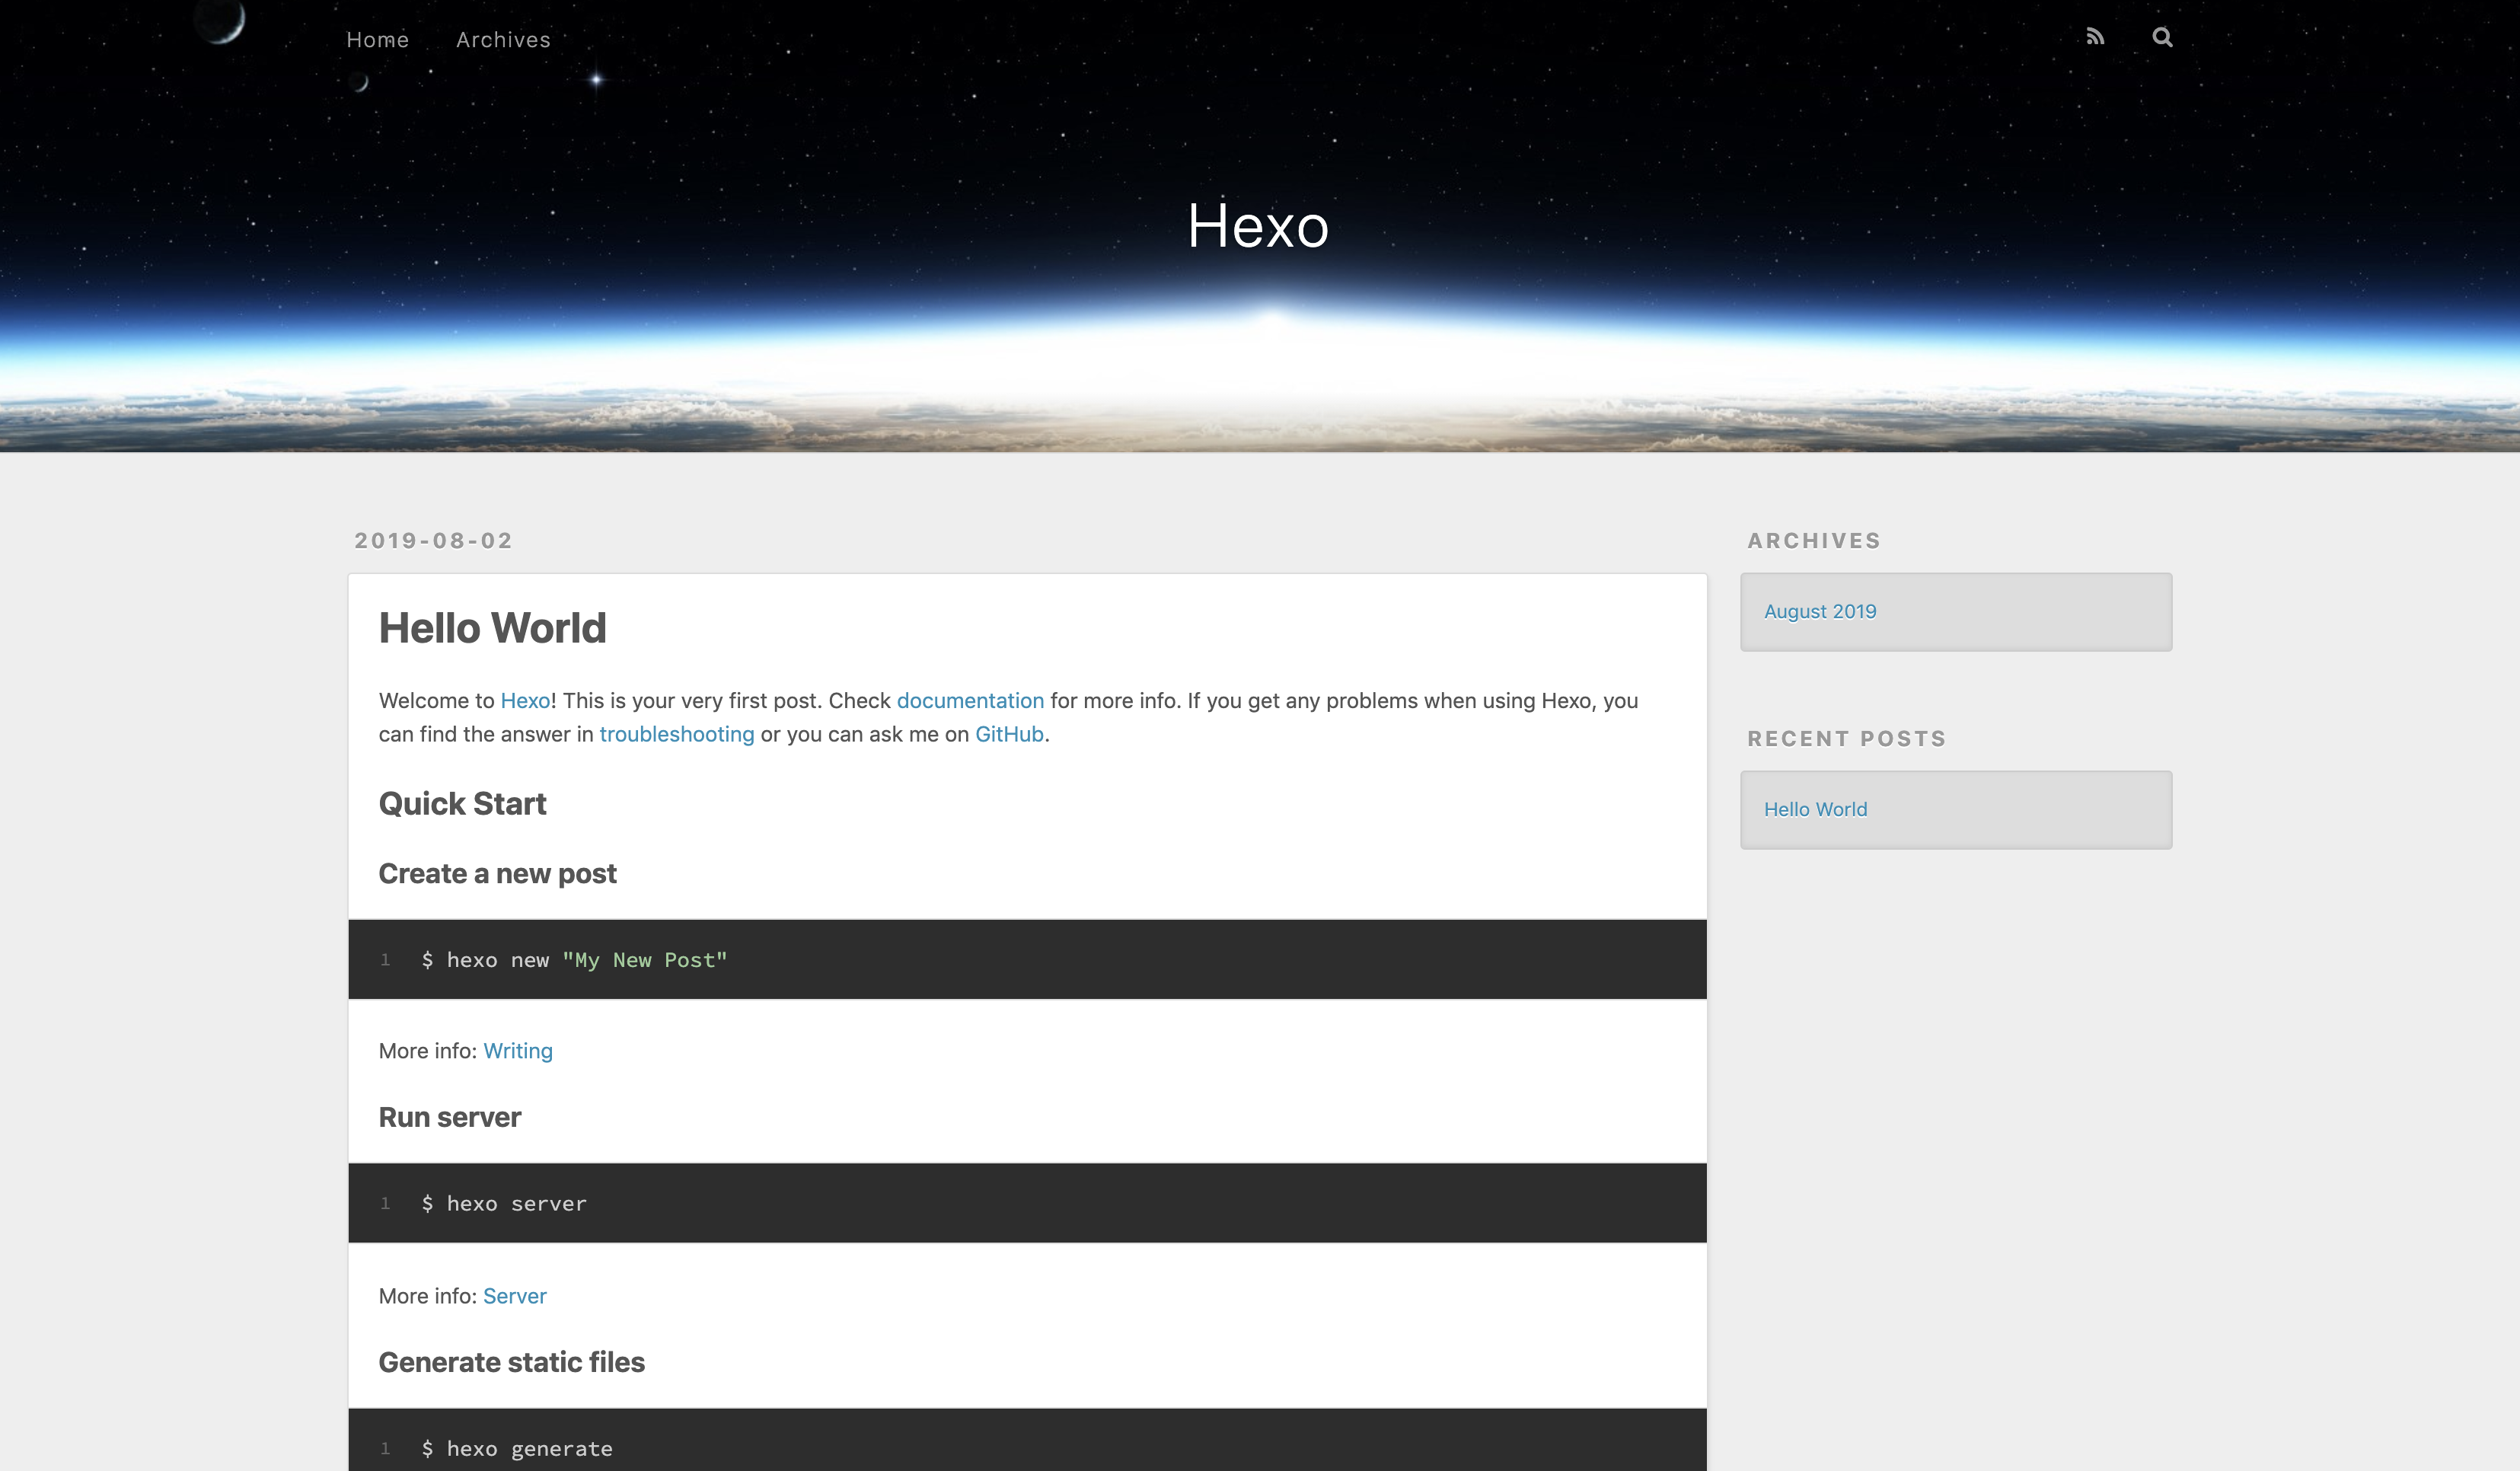 Home Archives
Hexo
2019-08-02
Hello World
Welcome to Hexo! This is your very first post. Check documentation for more info. If you get any problems when using Hexo, you
can find the answer in troubleshooting or you can ask me on GitHub.
Quick Start
Create a new post
1 $ hexo new "My New Post"
More info: Writing
Run server
1 $ hexo server
More info: Server
Generate static files
1 $ hexo generate
ARCHIVES
August 2019
RECENT POSTS
Hello World